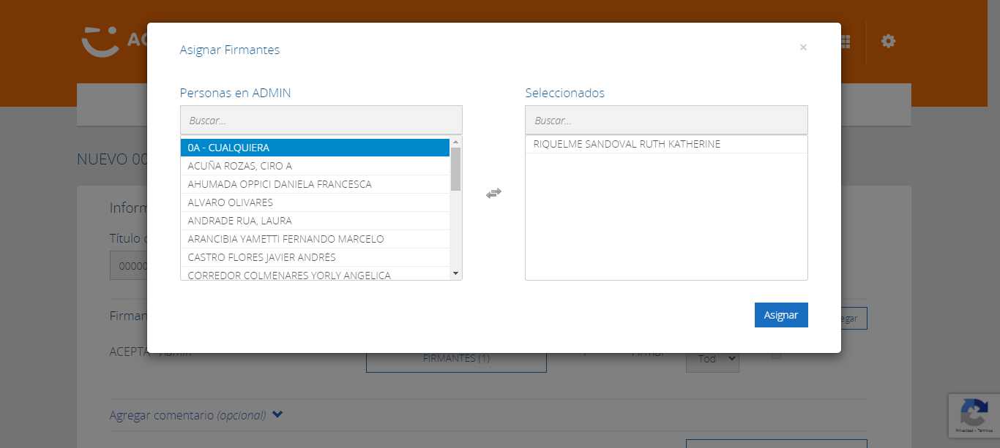 AC
Asignar Firmantes
×
Personas en ADMIN
Seleccionados
Buscar...
Buscar...
0A - CUALQUIERA
ACUÑA ROZAS, CIRO A
AHUMADA OPPICI DANIELA FRANCESCA
ALVARO OLIVARES
ANDRADE RUA, LAURA
ARANCIBIA YAMETTI FERNANDO MARCELO
CASTRO FLORES JAVIER ANDRÉS
CORREDOR COLMENARES YORLY ANGELICA
RIQUELME SANDOVAL RUTH KATHERINE
Asignar
NUEVO 00
Inform
Título
00000
Firman
egar
ACEPTA - Admin
FIRMANTES (1)
Firmar
Tod
Agregar comentario (opcional)
Privacidad - Términos